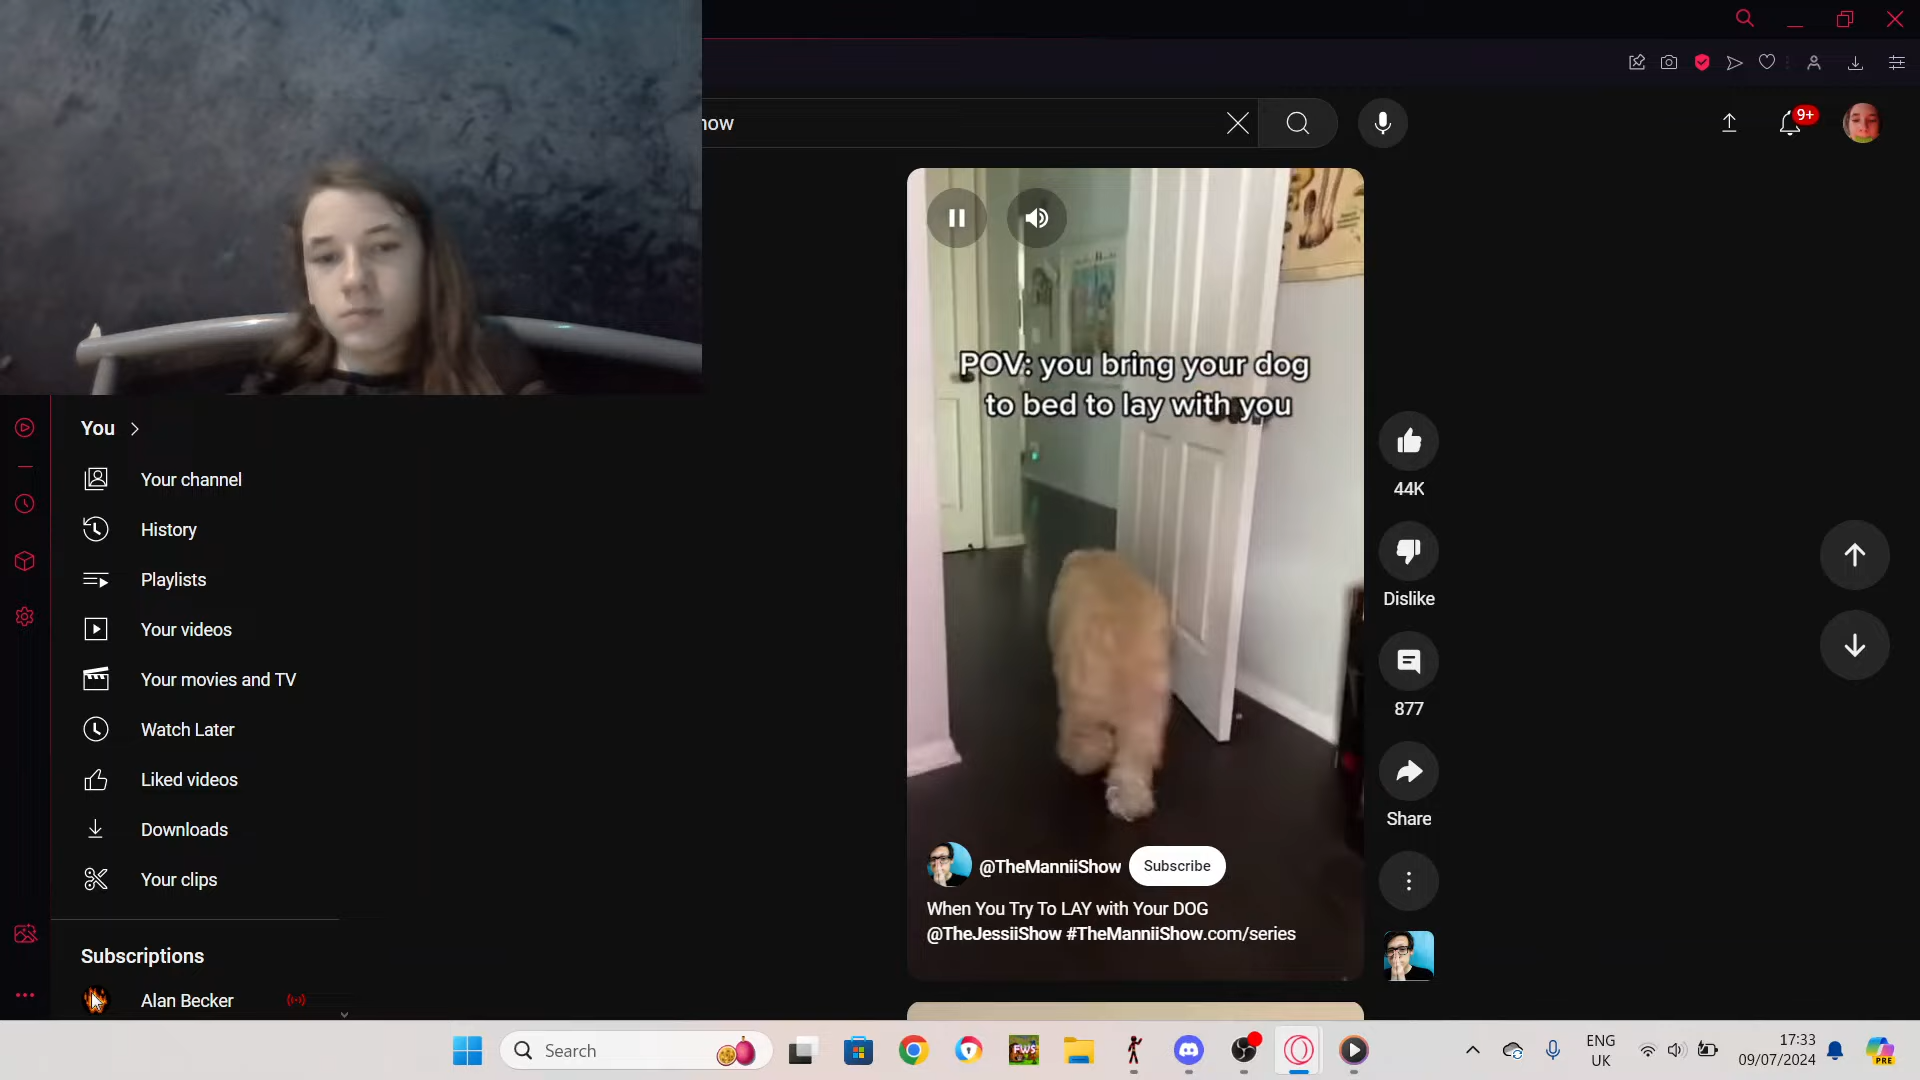 now
9+
POV: you bring your dog
to bed to lay with you
You
Your channel
History
Playlists
Your videos
Your movies and TV
Watch Later
Liked videos
Downloads
Your clips
Subscriptions
Alan Becker
44K
Dislike
877
Share
@TheManniiShow
Subscribe
When You Try To LAY with Your DOG
@TheJessiiShow #TheManniiShow.com/series
Search
FWS
ENG
UK
17:33
09/07/2024
PRE